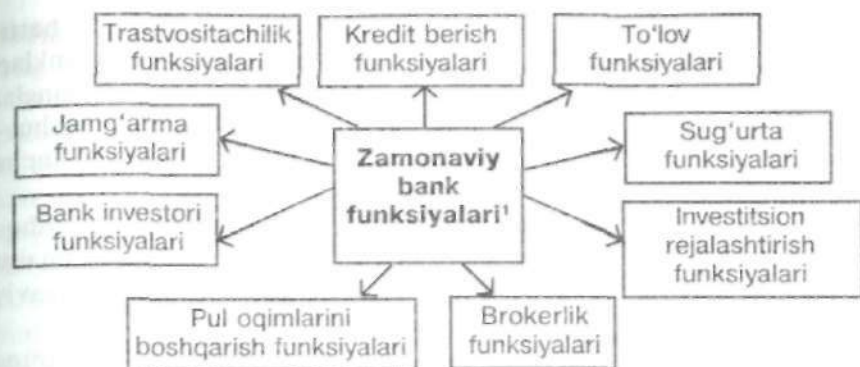 Trastvositachilik
funksiyalari
Kredit berish
funksiyalari
To‘lov
funksiyalari
Jamg‘arma
funksiyalari
Zamonaviy
bank
funksiyalari¹
Sug‘urta
funksiyalari
Bank investori
funksiyalari
Investitsion
rejalashtirish
funksiyalari
Pul oqimlarini
boshqarish funksiyalari
Brokerlik
funksiyalari